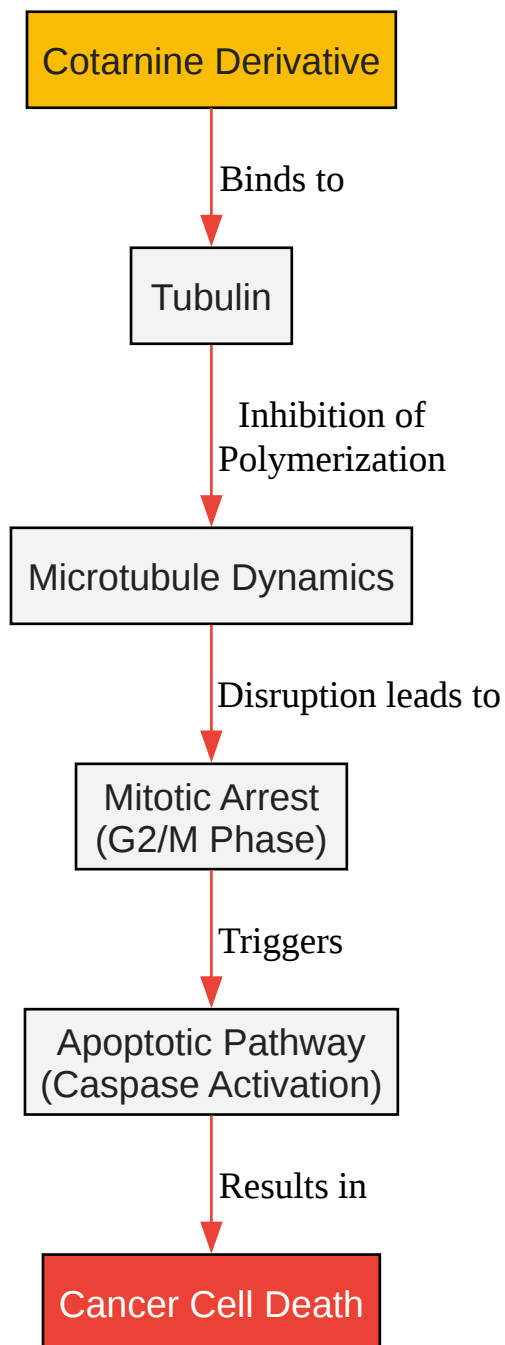 Cotarnine Derivative
Binds to
Tubulin
Inhibition of
Polymerization
Microtubule Dynamics
Disruption leads to
Mitotic Arrest
(G2/M Phase)
Triggers
Apoptotic Pathway
(Caspase Activation)
Results in
Cancer Cell Death